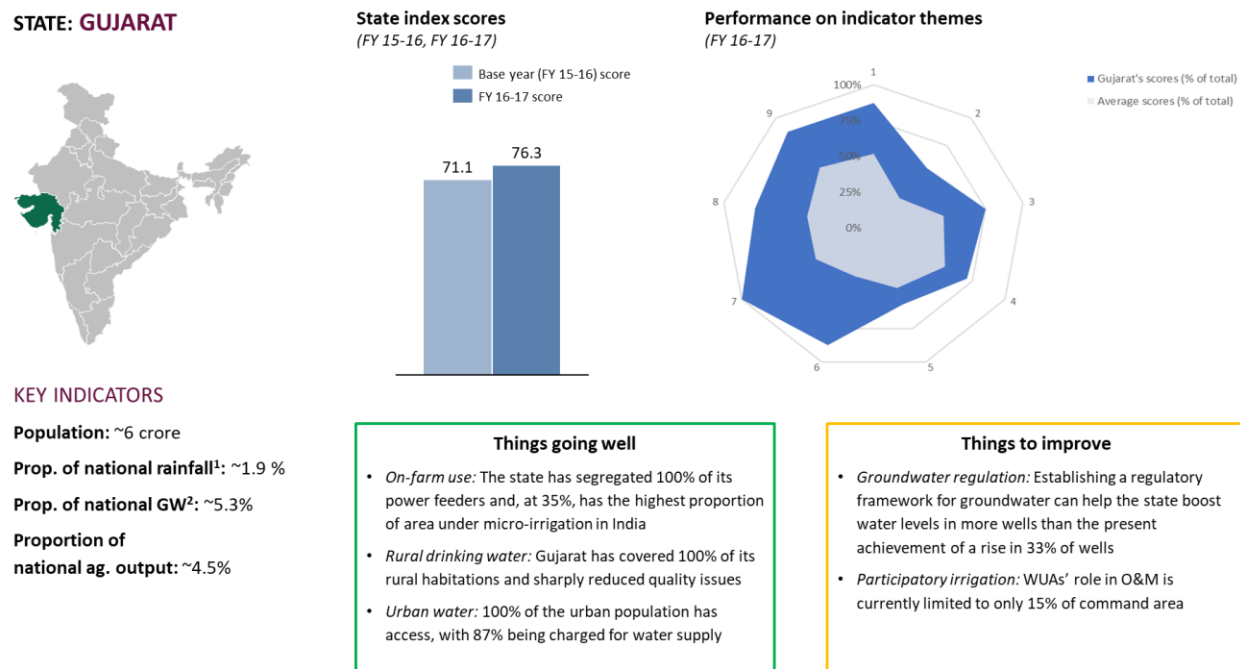 STATE: GUJARAT
State index scores
(FY 15-16, FY 16-17)
Base year (FY 15-16) score
FY 16-17 score
71.1
76.3
Performance on indicator themes
(FY 16-17)
Gujarat's scores (% of total)
Average scores (% of total)
1
2
3
4
5
6
7
8
9
100%
75%
50%
25%
0%
KEY INDICATORS
Population: ~6 crore
Prop. of national rainfall¹: ~1.9 %
Prop. of national GW²: ~5.3%
Proportion of
national ag. output: ~4.5%
Things going well
• On-farm use: The state has segregated 100% of its
power feeders and, at 35%, has the highest proportion
of area under micro-irrigation in India
• Rural drinking water: Gujarat has covered 100% of its
rural habitations and sharply reduced quality issues
• Urban water: 100% of the urban population has
access, with 87% being charged for water supply
Things to improve
• Groundwater regulation: Establishing a regulatory
framework for groundwater can help the state boost
water levels in more wells than the present
achievement of a rise in 33% of wells
• Participatory irrigation: WUAs' role in O&M is
currently limited to only 15% of command area